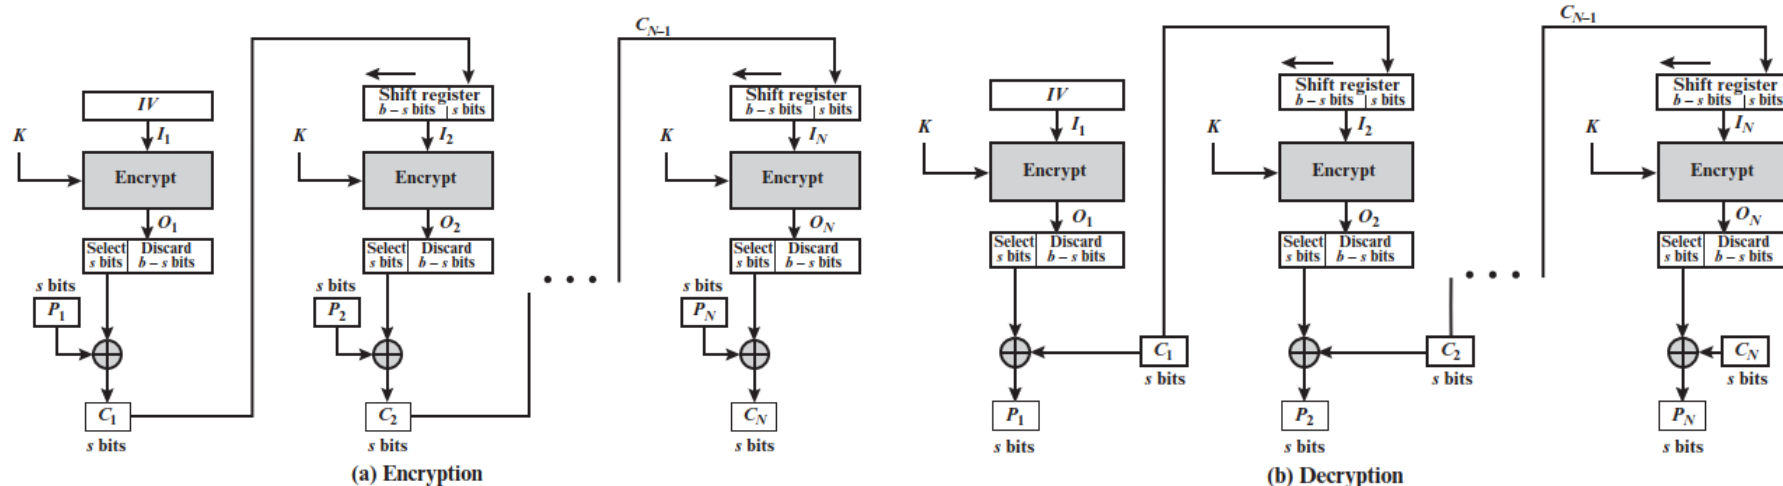 C_{N-1}
IV
Shift register
b – s bits | s bits
Shift register
b – s bits | s bits
K
I_1
K
I_2
K
I_N
Encrypt
Encrypt
Encrypt
O_1
O_2
O_N
Select
s bits
Discard
b – s bits
Select
s bits
Discard
b – s bits
Select
s bits
Discard
b – s bits
s bits
P_1
s bits
P_2
s bits
P_N
C_1
s bits
C_2
s bits
C_N
s bits
(a) Encryption
C_{N-1}
IV
Shift register
b – s bits | s bits
Shift register
b – s bits | s bits
K
I_1
K
I_2
K
I_N
Encrypt
Encrypt
Encrypt
O_1
O_2
O_N
Select
s bits
Discard
b – s bits
Select
s bits
Discard
b – s bits
Select
s bits
Discard
b – s bits
C_1
s bits
C_2
s bits
C_N
s bits
P_1
s bits
P_2
s bits
P_N
s bits
(b) Decryption